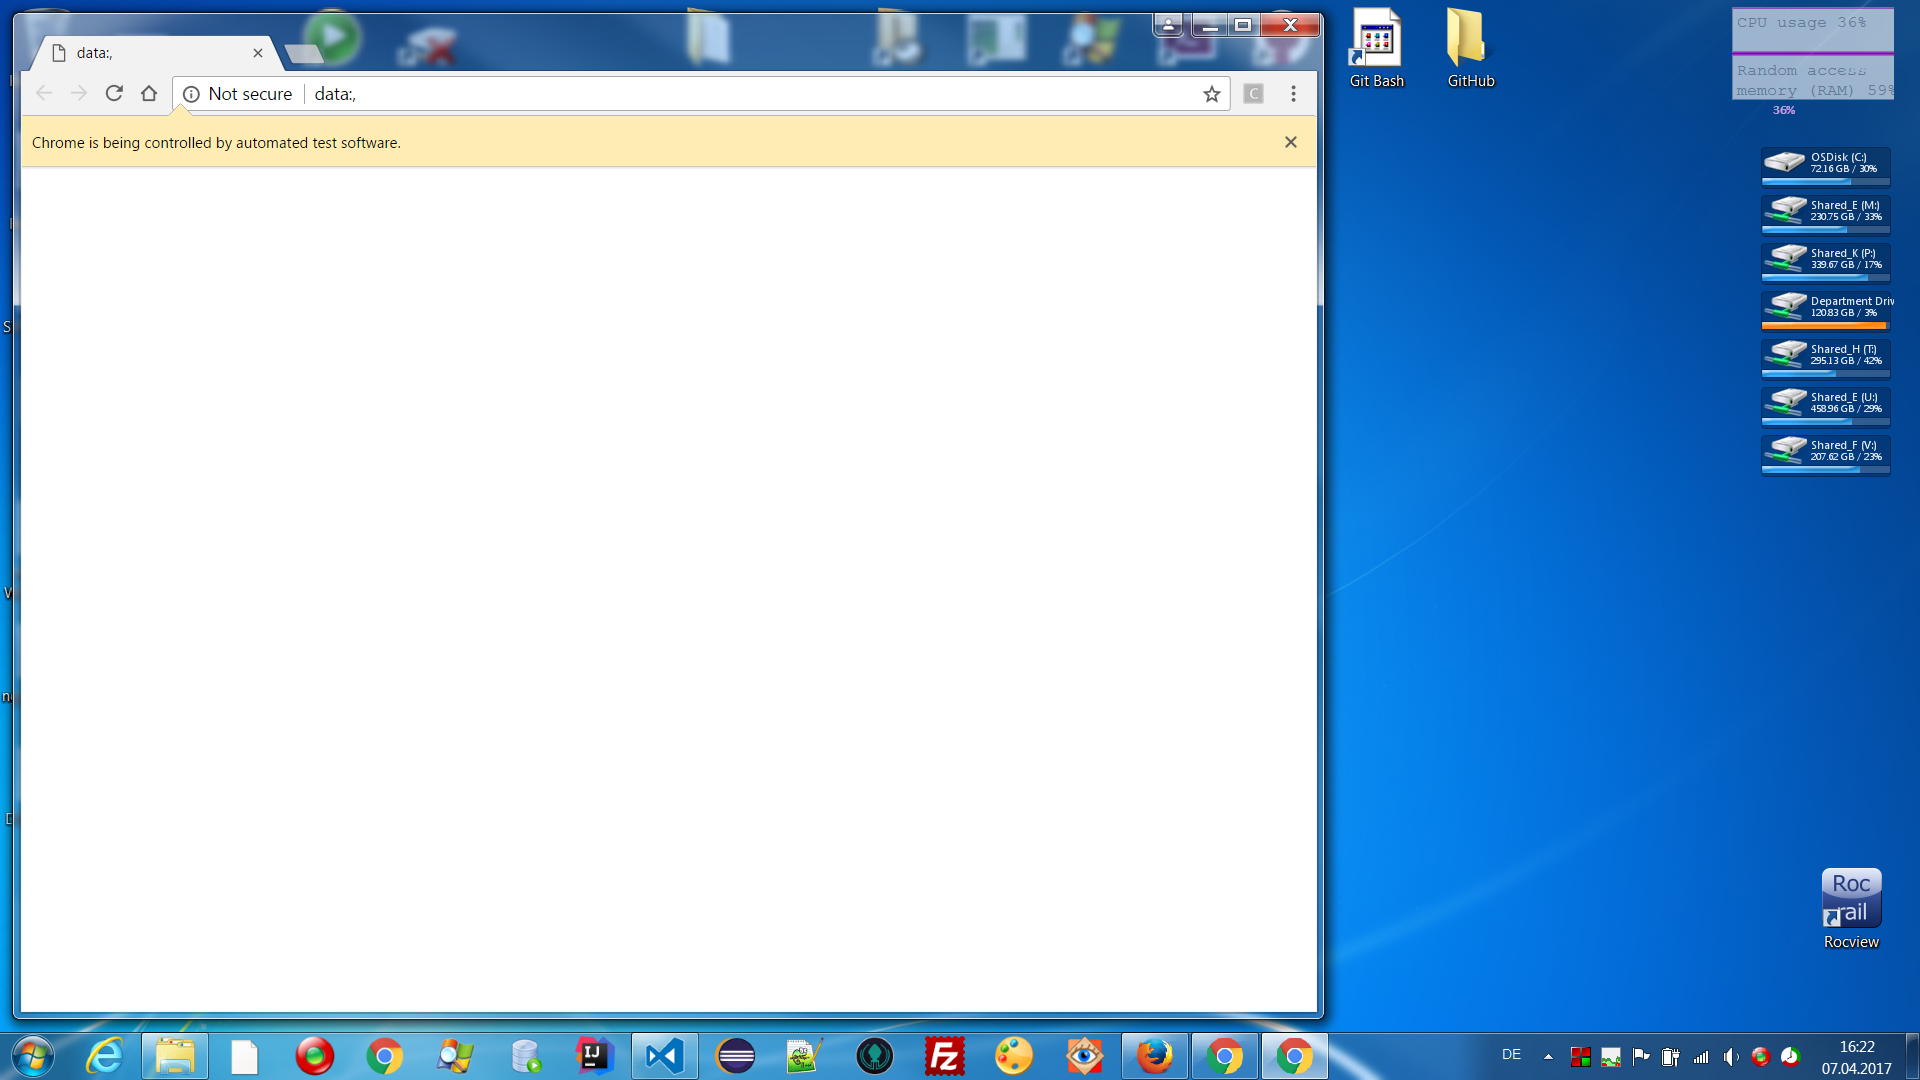 data:,
Not secure
data:,
C
Chrome is being controlled by automated test software.
Git Bash
GitHub
CPU usage 36%
Random access
memory (RAM) 59%
36%
OSDisk (C:)
72.16 GB / 30%
Shared_E (M:)
230.75 GB / 33%
Shared_K (P:)
339.67 GB / 17%
Department Driv
120.83 GB / 3%
Shared_H (T:)
295.13 GB / 42%
Shared_E (U:)
458.96 GB / 29%
Shared_F (V:)
207.62 GB / 23%
Roc
rail
Rocview
IJ
FZ
DE
16:22
07.04.2017